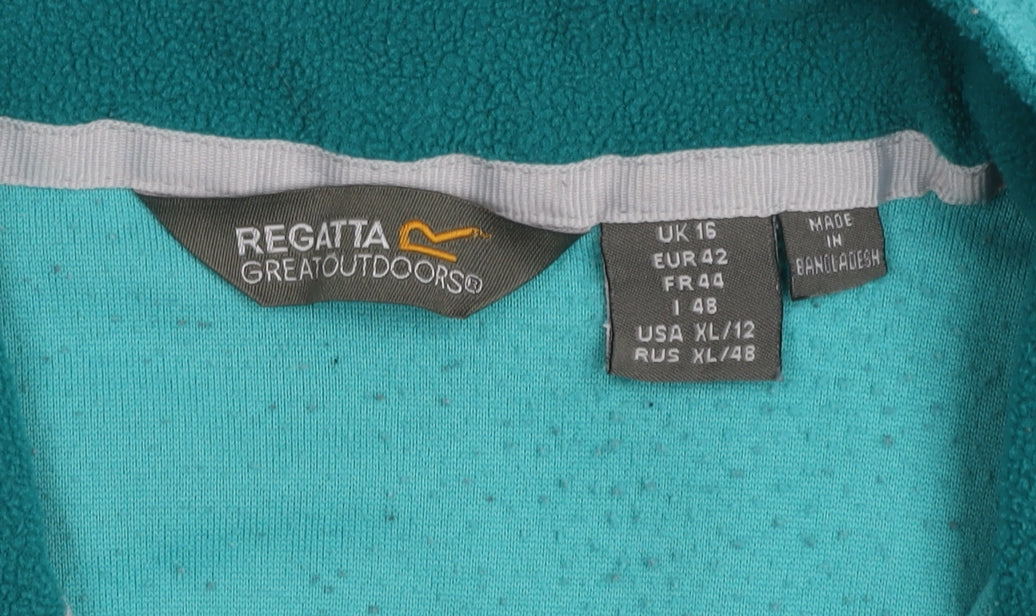 REGATTA
GREATOUTDOORS®
UK 16
EUR 42
FR 44
I 48
USA XL/12
RUS XL/48
MADE
IN
BANGLADESH